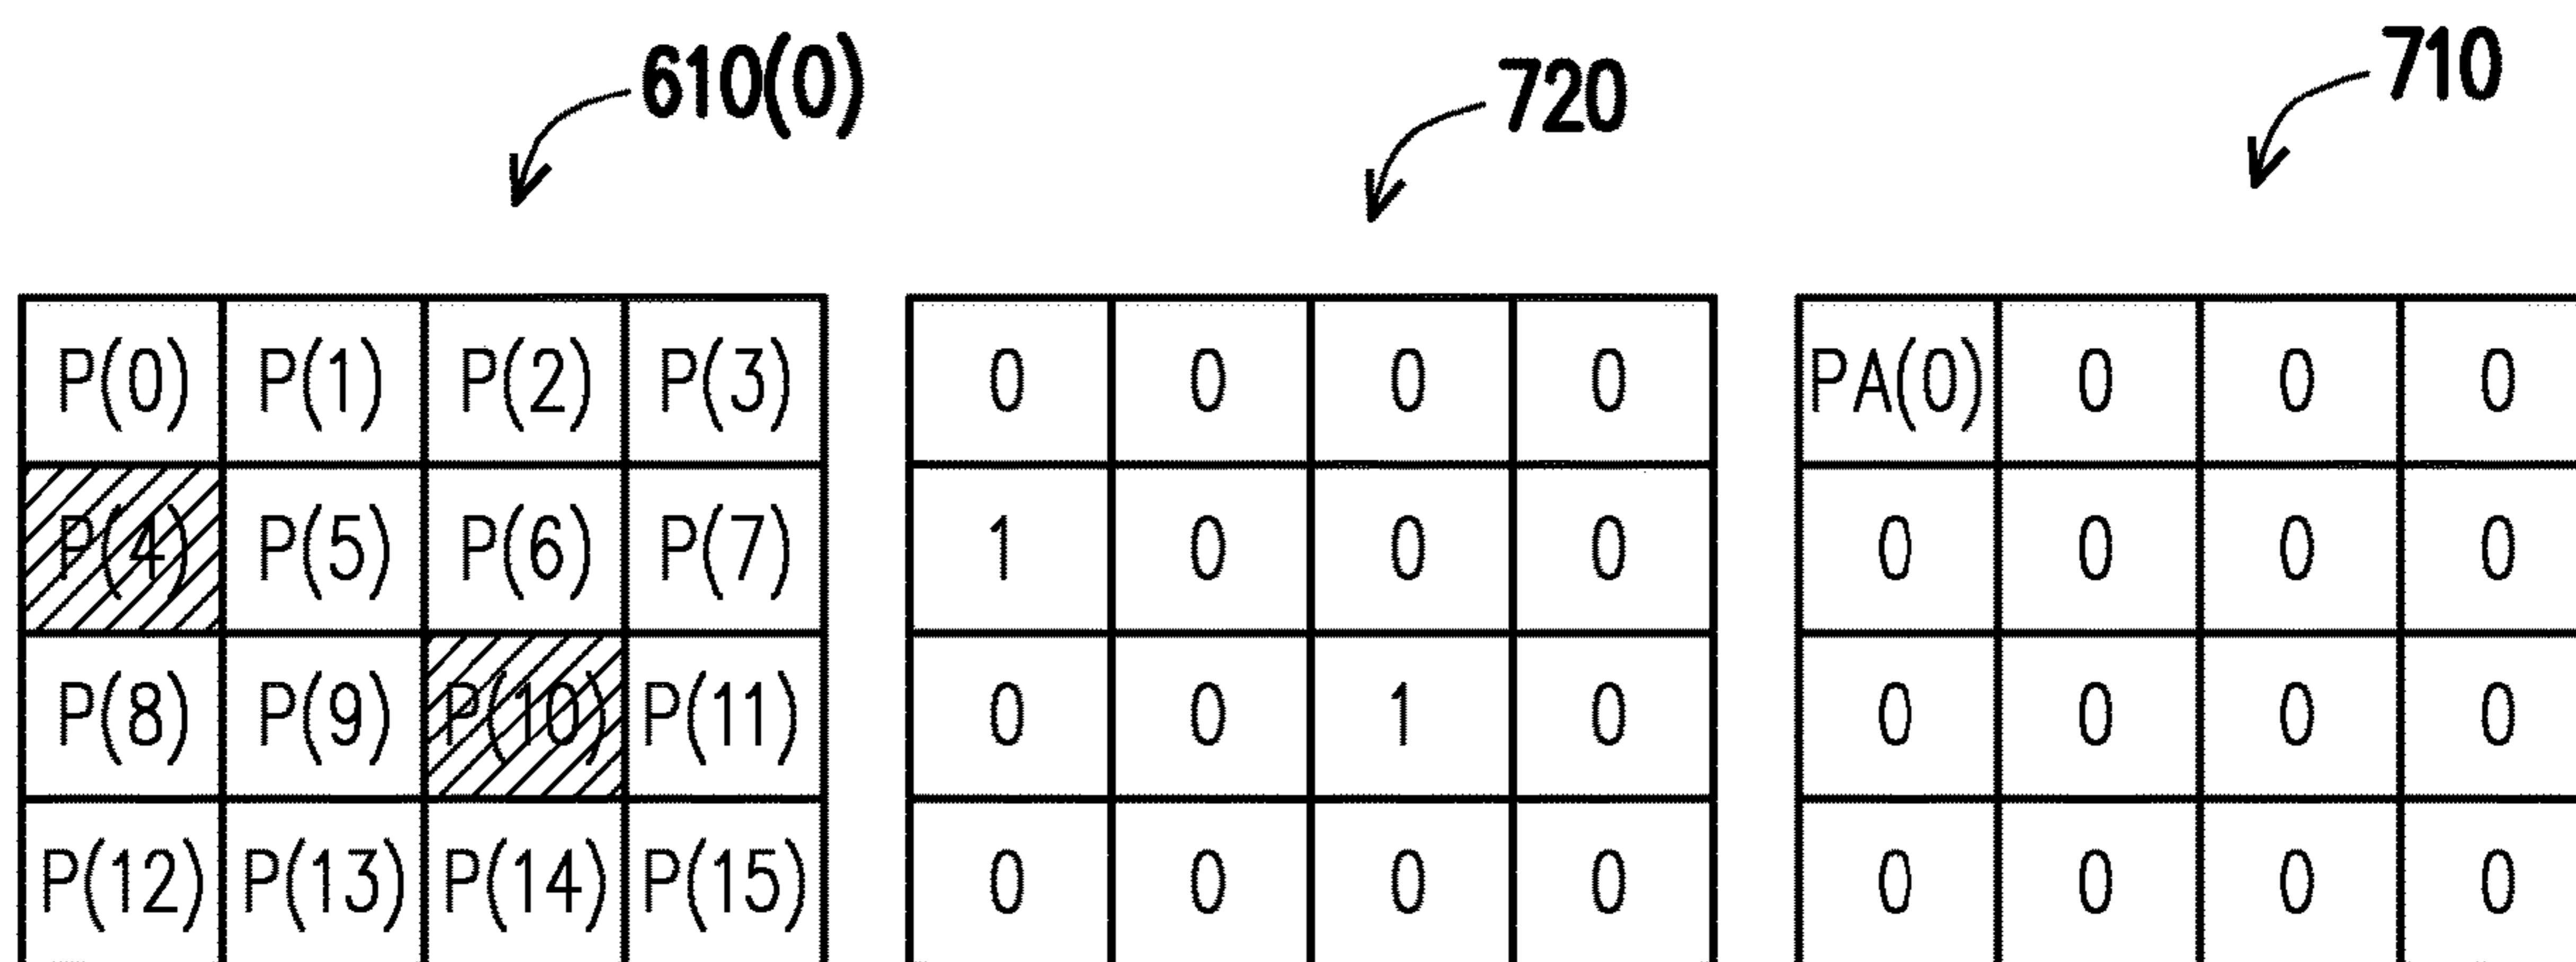 610(0) 720 710
P(0) P(1) P(2) P(3) 0 0 0 0 PA(0) 0 0 0
P(4) P(5) P(6) P(7) 1 0 0 0 0 0 0 0
P(8) P(9) P(10) P(11) 0 0 1 0 0 0 0 0
P(12) P(13) P(14) P(15) 0 0 0 0 0 0 0 0